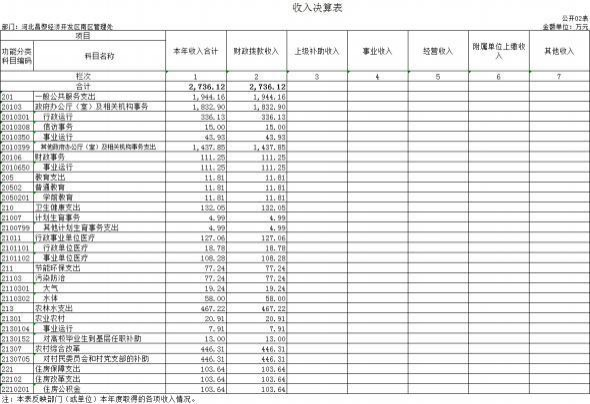 收入决算表
公开02表
部门：河北昌黎经济开发区南区管理处 金额单位：万元
项目 本年收入合计 财政拨款收入 上级补助收入 事业收入 经营收入 附属单位上缴收入 其他收入
功能分类科目编码 科目名称
栏次 1 2 3 4 5 6 7
合计 2,736.12 2,736.12
201 一般公共服务支出 1,944.16 1,944.16
20103 政府办公厅（室）及相关机构事务 1,832.90 1,832.90
2010301 行政运行 336.13 336.13
2010308 信访事务 15.00 15.00
2010350 事业运行 43.93 43.93
2010399 其他政府办公厅（室）及相关机构事务支出 1,437.85 1,437.85
20106 财政事务 111.25 111.25
2010650 事业运行 111.25 111.25
205 教育支出 11.81 11.81
20502 普通教育 11.81 11.81
2050201 学前教育 11.81 11.81
210 卫生健康支出 132.05 132.05
21007 计划生育事务 4.99 4.99
2100799 其他计划生育事务支出 4.99 4.99
21011 行政事业单位医疗 127.06 127.06
2101101 行政单位医疗 18.78 18.78
2101102 事业单位医疗 108.28 108.28
211 节能环保支出 77.24 77.24
21103 污染防治 77.24 77.24
2110301 大气 19.24 19.24
2110302 水体 58.00 58.00
213 农林水支出 467.22 467.22
21301 农业农村 20.91 20.91
2130104 事业运行 7.91 7.91
2130152 对高校毕业生到基层任职补助 13.00 13.00
21307 农村综合改革 446.31 446.31
2130705 对村民委员会和村党支部的补助 446.31 446.31
221 住房保障支出 103.64 103.64
22102 住房改革支出 103.64 103.64
2210201 住房公积金 103.64 103.64
注：本表反映部门（或单位）本年度取得的各项收入情况。